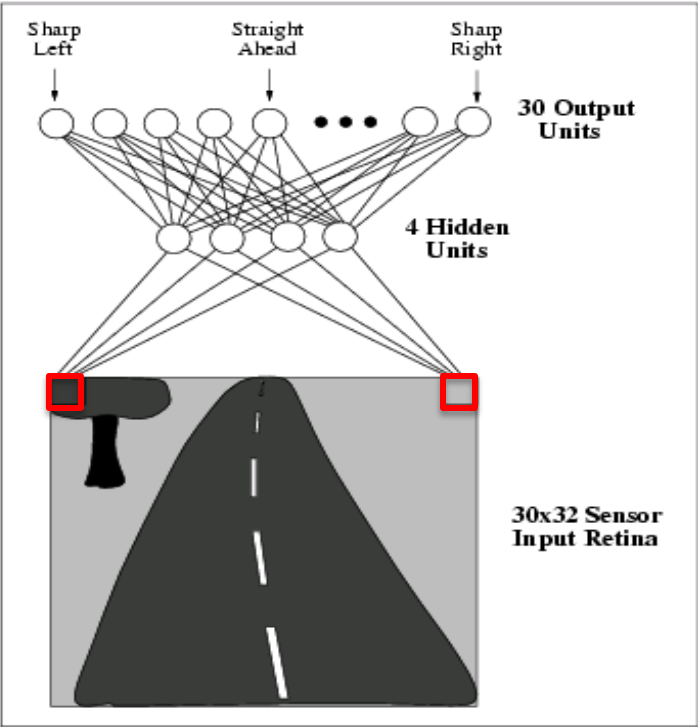 Sharp
Left
Straight
Ahead
Sharp
Right
30 Output
Units
4 Hidden
Units
30x32 Sensor
Input Retina